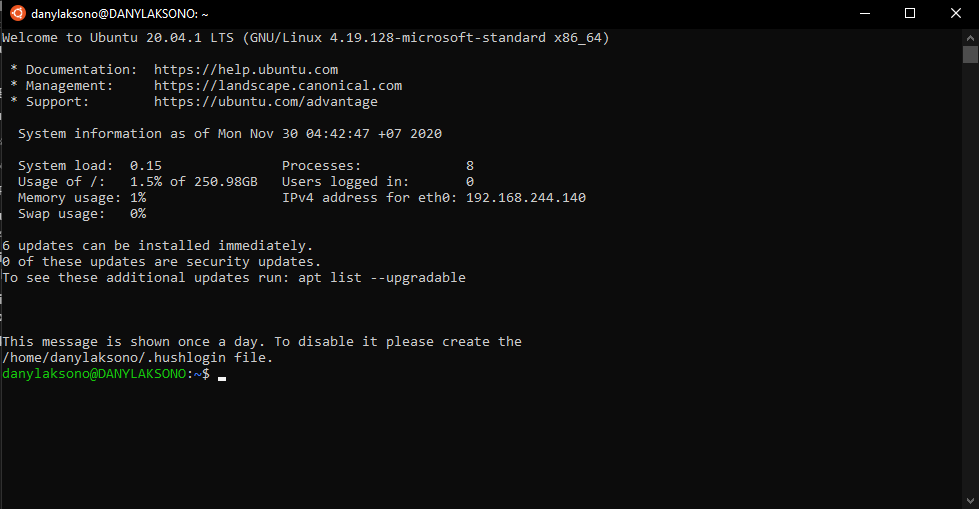 danylaksono@DANYLAKSONO: ~
Welcome to Ubuntu 20.04.1 LTS (GNU/Linux 4.19.128-microsoft-standard x86_64)
* Documentation:  https://help.ubuntu.com
* Management:     https://landscape.canonical.com
* Support:        https://ubuntu.com/advantage
System information as of Mon Nov 30 04:42:47 +07 2020
System load:  0.15               Processes:             8
Usage of /:   1.5% of 250.98GB   Users logged in:       0
Memory usage: 1%                 IPv4 address for eth0: 192.168.244.140
Swap usage:   0%
6 updates can be installed immediately.
0 of these updates are security updates.
To see these additional updates run: apt list --upgradable
This message is shown once a day. To disable it please create the
/home/danylaksono/.hushlogin file.
danylaksono@DANYLAKSONO:~$